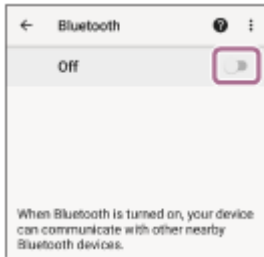 Bluetooth
Off
When Bluetooth is turned on, your device
can communicate with other nearby
Bluetooth devices.